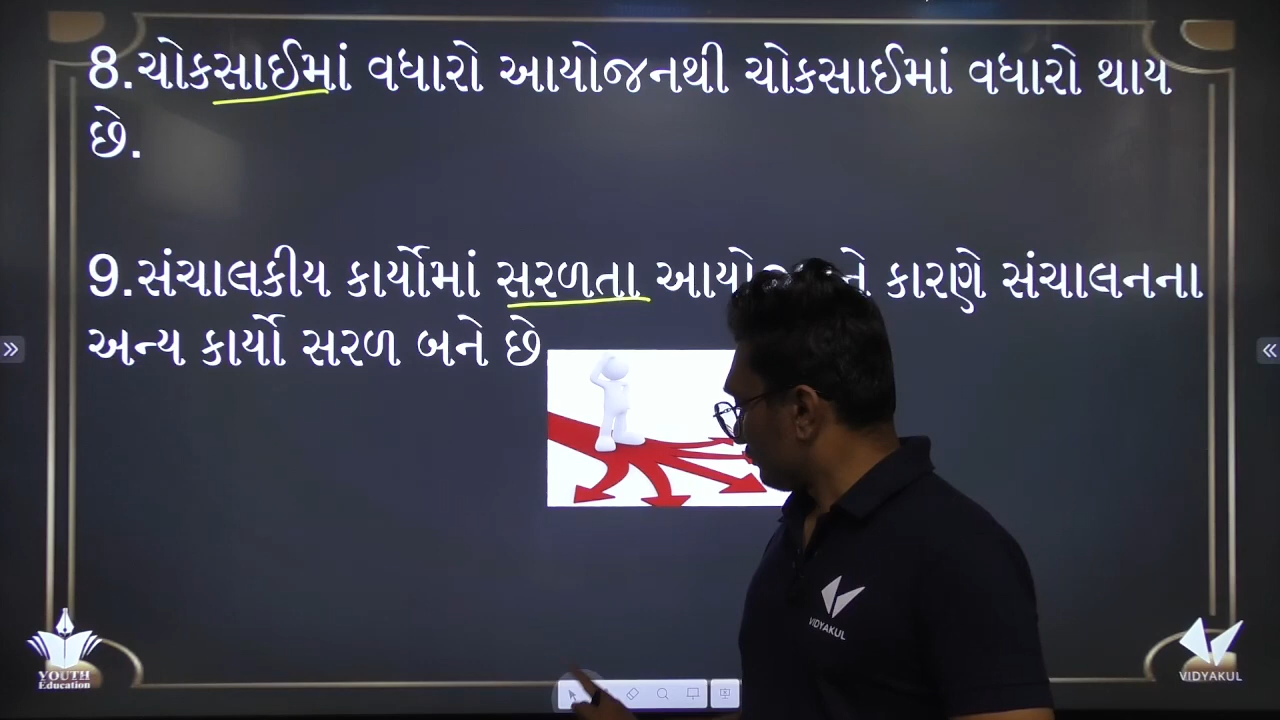 8.ચોકસાઈમાં વધારો આયોજનથી ચોકસાઈમાં વધારો થાય
છે.
9.સંચાલકીય કાર્યોમાં સરળતા કારણે સંચાલનના
અન્ય કાર્યો સરળ બને છે
VIDYAKUL
YOUTH
Education
VIDYAKUL